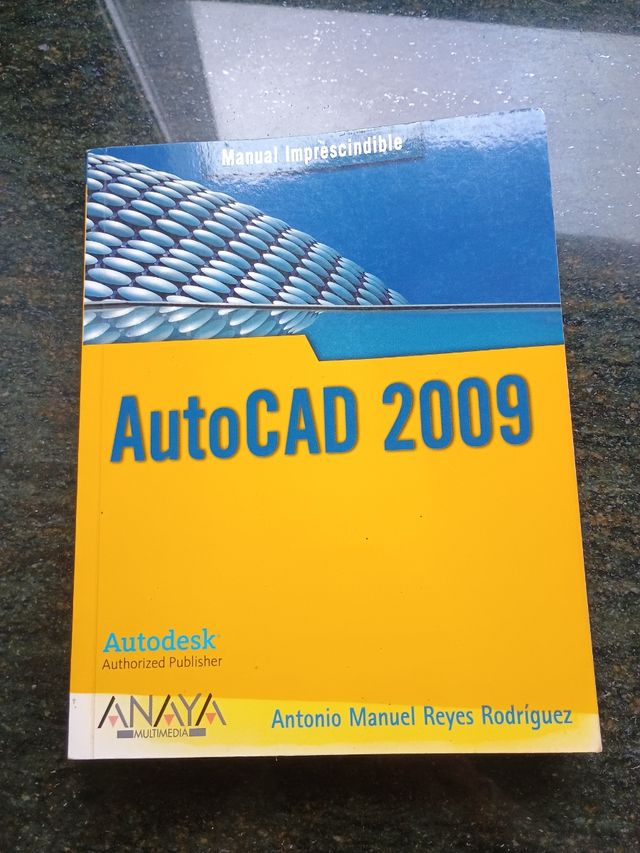 Manual Imprescindible
AutoCAD 2009
Autodesk
Authorized Publisher
ANAYA
MULTIMEDIA
Antonio Manuel Reyes Rodríguez